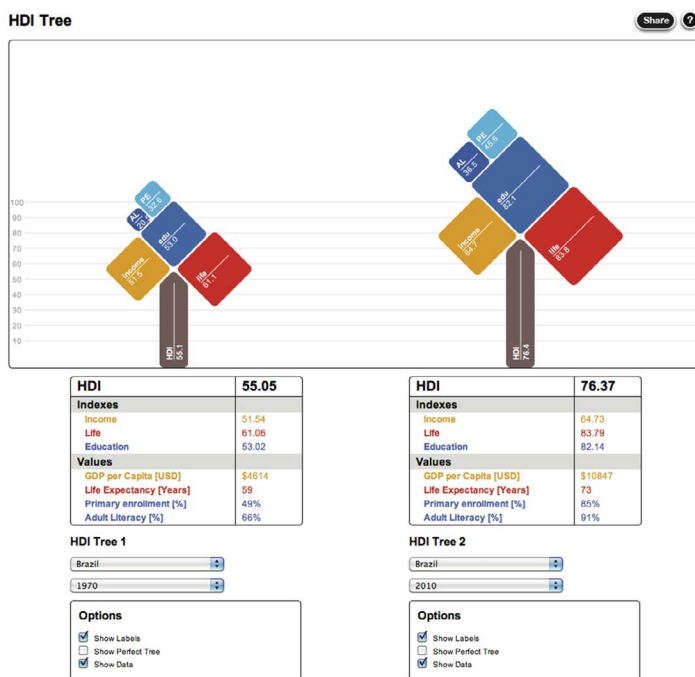 HDI Tree
Share ?
100
90
80
70
60
50
40
30
20
10
PE
32.6
AL
edu
53.0
Income
51.5
life
61.1
HDI
55.1
PE
45.6
AL
36.5
edu
82.1
Income
64.7
life
83.8
HDI
76.4
HDI 55.05
Indexes
Income 51.54
Life 61.06
Education 53.02
Values
GDP per Capita [USD] $4614
Life Expectancy [Years] 59
Primary enrollment [%] 49%
Adult Literacy [%] 66%
HDI 76.37
Indexes
Income 64.73
Life 83.79
Education 82.14
Values
GDP per Capita [USD] $10847
Life Expectancy [Years] 73
Primary enrollment [%] 85%
Adult Literacy [%] 91%
HDI Tree 1
Brazil
1970
Options
Show Labels
Show Perfect Tree
Show Data
HDI Tree 2
Brazil
2010
Options
Show Labels
Show Perfect Tree
Show Data